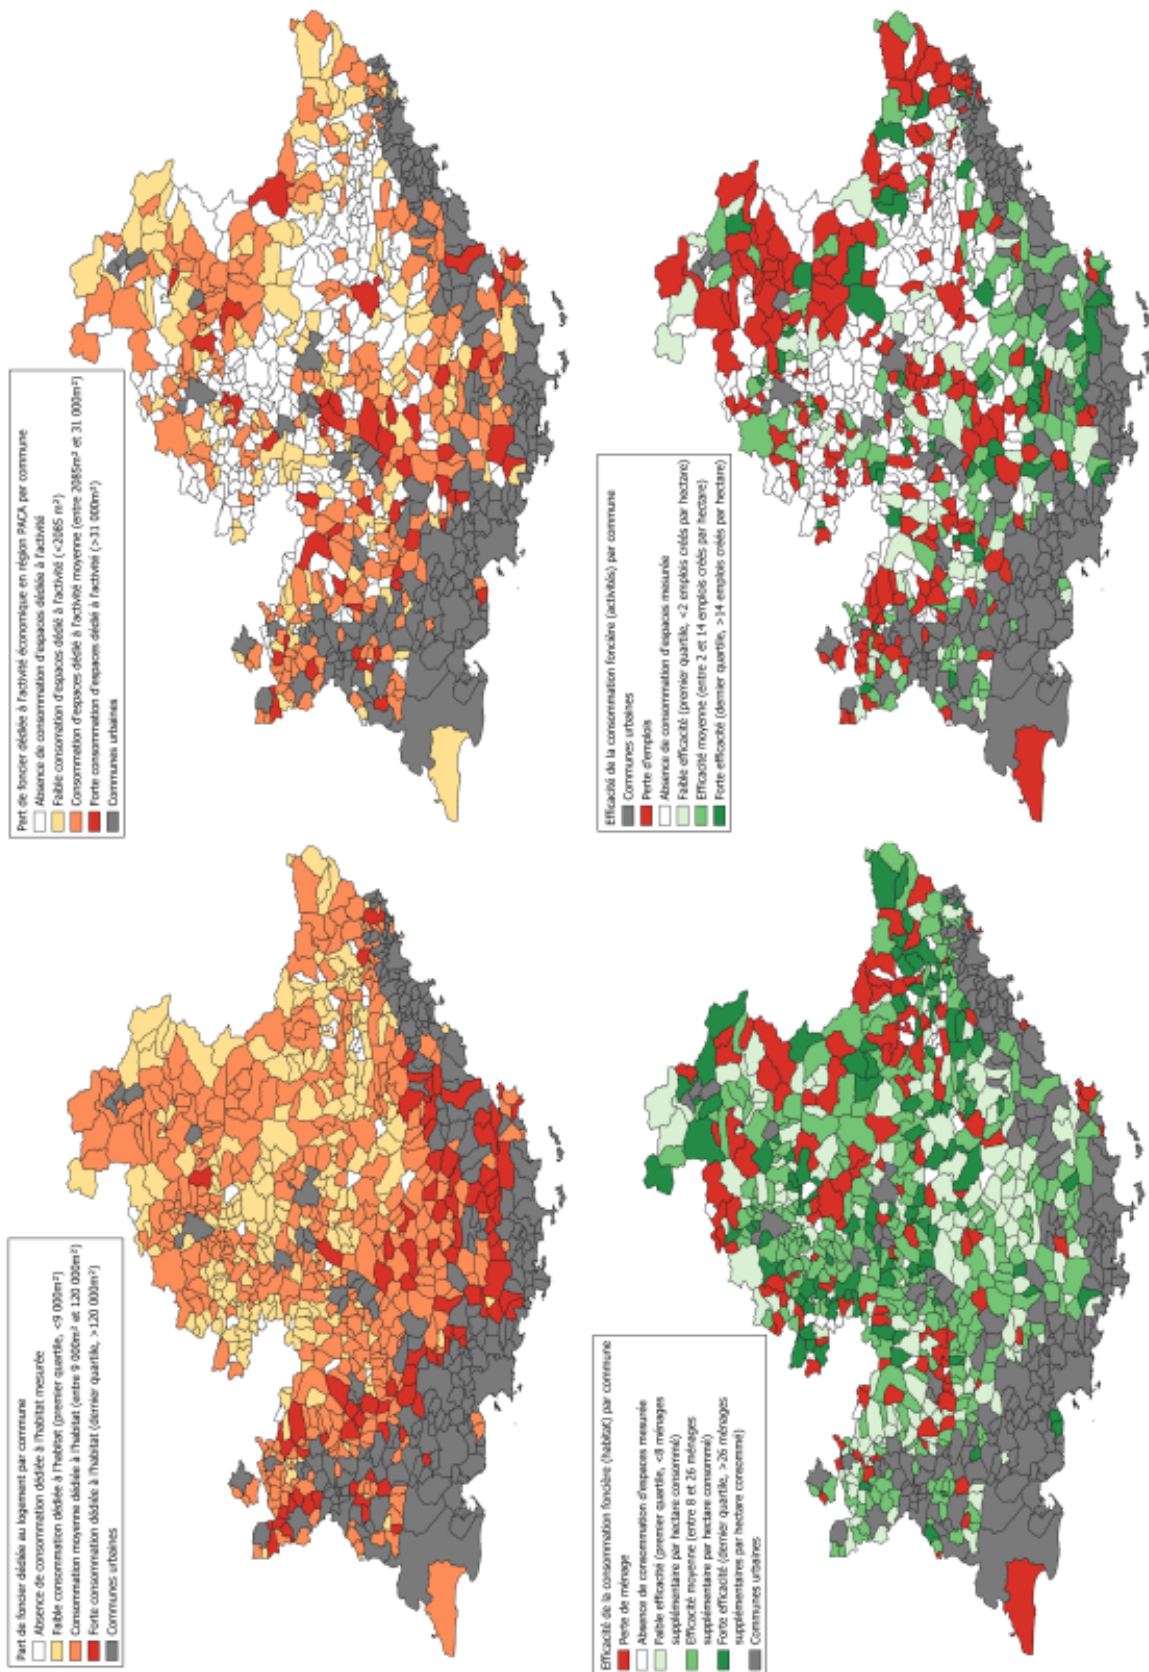 Part de foncier dédiée au logement par commune
Absence de consommation dédiée à l'habitat mesurée
Faible consommation dédiée à l'habitat (premier quartile, <9 000m²)
Consommation moyenne dédiée à l'habitat (entre 9 000m² et 120 000m²)
Forte consommation dédiée à l'habitat (dernier quartile, >120 000m²)
Communes urbaines
Part de foncier dédiée à l'activité économique en région PACA par commune
Absence de consommation d'espaces dédiée à l'activité
Faible consomation d'espaces dédié à l'activité (<2085 m²)
Consommation d'espaces dédié à l'activité moyenne (entre 2085m² et 31 000m²)
Forte consommation d'espaces dédié à l'activité (>31 000m²)
Communes urbaines
Efficacité de la consommation foncière (habitat) par commune
Perte de ménage
Absence de consommation d'espaces mesurée
Faible efficacité (premier quartile, <8 ménages
supplémentaire par hectare consommé)
Efficacité moyenne (entre 8 et 26 ménages
supplémentaire par hectare consommé)
Forte efficacité (dernier quartile, >26 ménages
supplémentaires par hectare consommé)
Communes urbaines
Efficacité de la consommation foncière (activités) par commune
Communes urbaines
Perte d'emplois
Absence de consommation d'espaces mesurée
Faible efficacité (premier quartile, <2 emplois créés par hectare)
Efficacité moyenne (entre 2 et 14 emplois créés par hectare)
Forte efficacité (dernier quartile, >14 emplois créés par hectare)